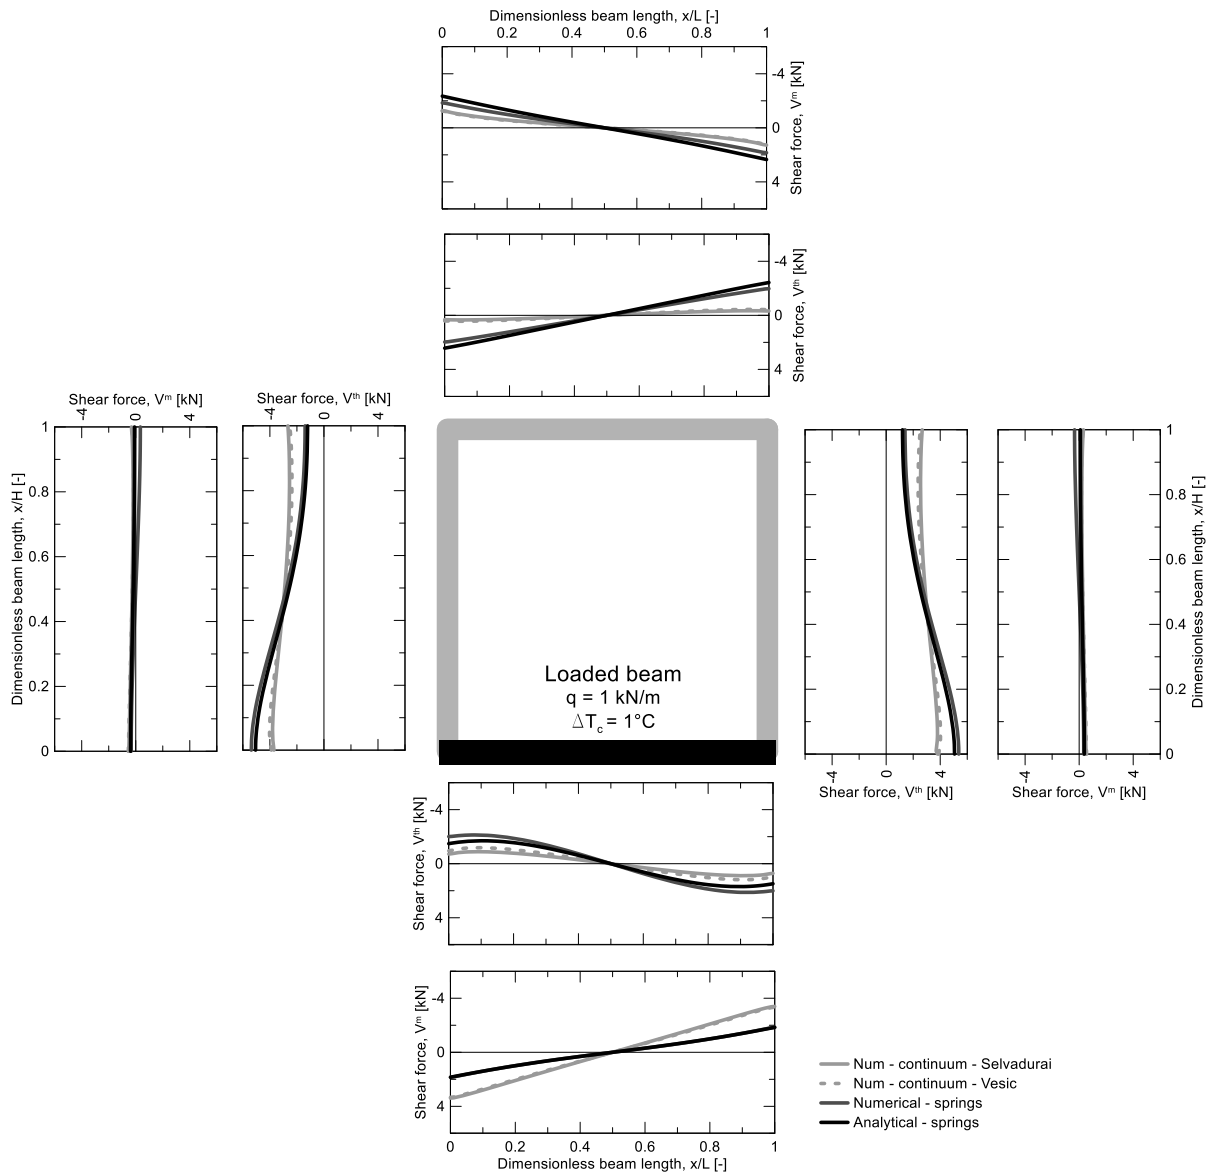 Dimensionless beam length, x/L [-]
0 0.2 0.4 0.6 0.8 1
-4
0
4
Shear force, Vᵐ [kN]
-4
0
4
Shear force, Vᵗʰ [kN]
Shear force, Vᵐ [kN]
-4 0 4
1
0.8
0.6
0.4
0.2
0
Dimensionless beam length, x/H [-]
Shear force, Vᵗʰ [kN]
-4 0 4
Loaded beam
q = 1 kN/m
ΔTc = 1°C
-4 0 4
Shear force, Vᵗʰ [kN]
1
0.8
0.6
0.4
0.2
0
Dimensionless beam length, x/H [-]
-4 0 4
Shear force, Vᵐ [kN]
Shear force, Vᵗʰ [kN]
-4
0
4
Shear force, Vᵐ [kN]
-4
0
4
0 0.2 0.4 0.6 0.8 1
Dimensionless beam length, x/L [-]
Num - continuum - Selvadurai
Num - continuum - Vesic
Numerical - springs
Analytical - springs